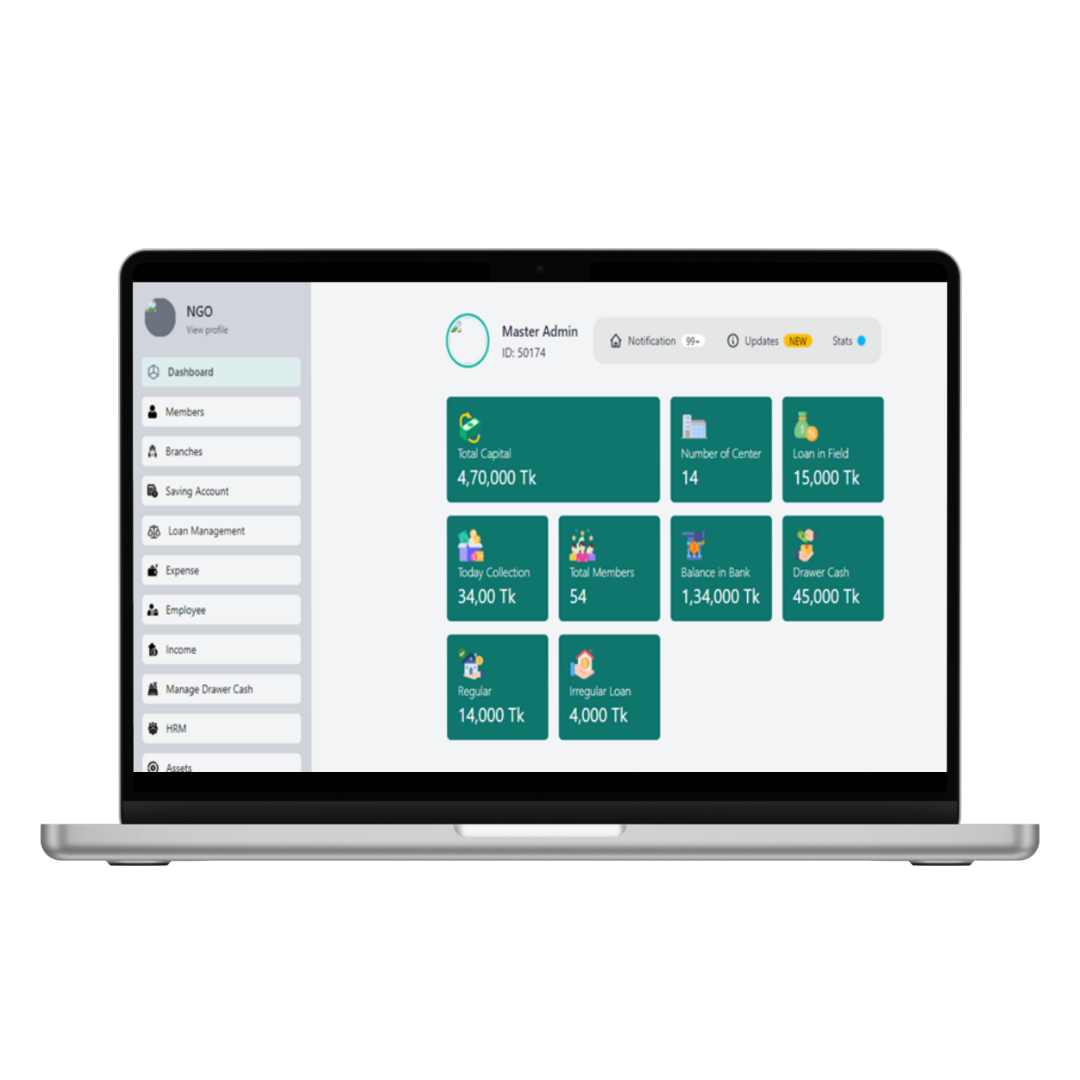 NGO
View profile
Dashboard
Members
Branches
Saving Account
Loan Management
Expense
Employee
Income
Manage Drawer Cash
HRM
Assets
Master Admin
ID: 50174
Notification 99+
Updates NEW
Stats
Total Capital
4,70,000 Tk
Number of Center
14
Loan in Field
15,000 Tk
Today Collection
34,00 Tk
Total Members
54
Balance in Bank
1,34,000 Tk
Drawer Cash
45,000 Tk
Regular
14,000 Tk
Irregular Loan
4,000 Tk